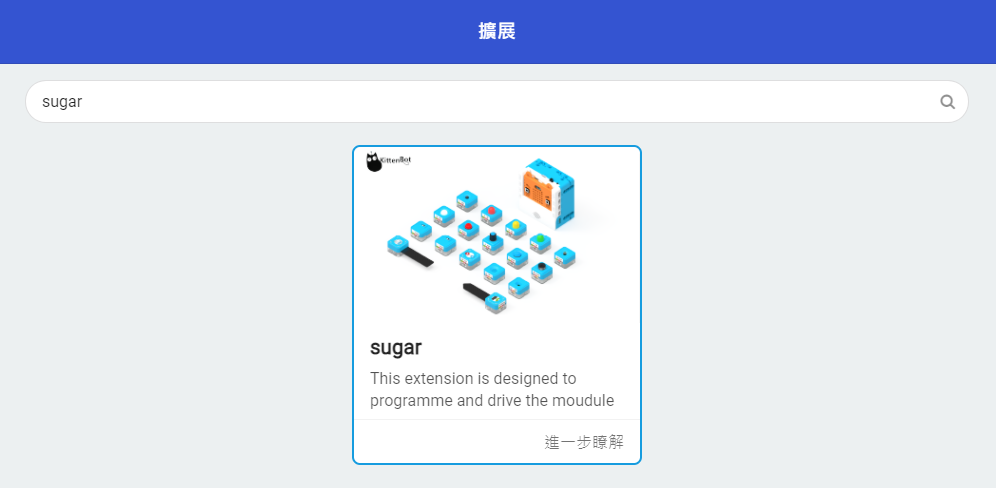 擴展
sugar
KittenBot
sugar
This extension is designed to
programme and drive the moudule
進一步瞭解